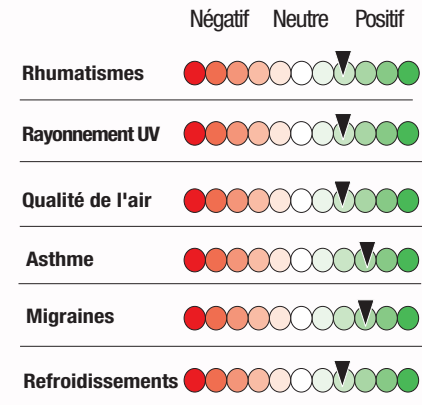 Négatif Neutre Positif
Rhumatismes
Rayonnement UV
Qualité de l'air
Asthme
Migraines
Refroidissements